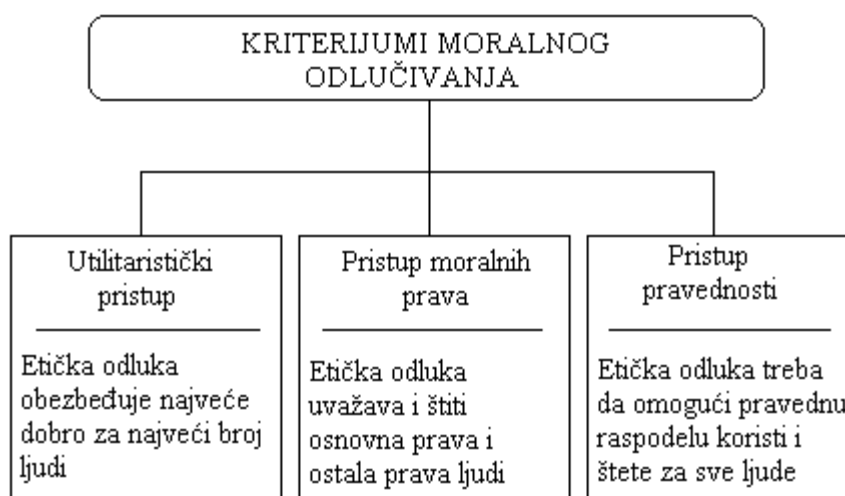 KRITERIJUMI MORALNOG
ODLUČIVANJA
Utilitaristički
pristup
Etička odluka
obezbeđuje najveće
dobro za najveći broj
ljudi
Pristup moralnih
prava
Etička odluka
uvažava i štiti
osnovna prava i
ostala prava ljudi
Pristup
pravednosti
Etička odluka treba
da omogući pravednu
raspodelu koristi i
štete za sve ljude